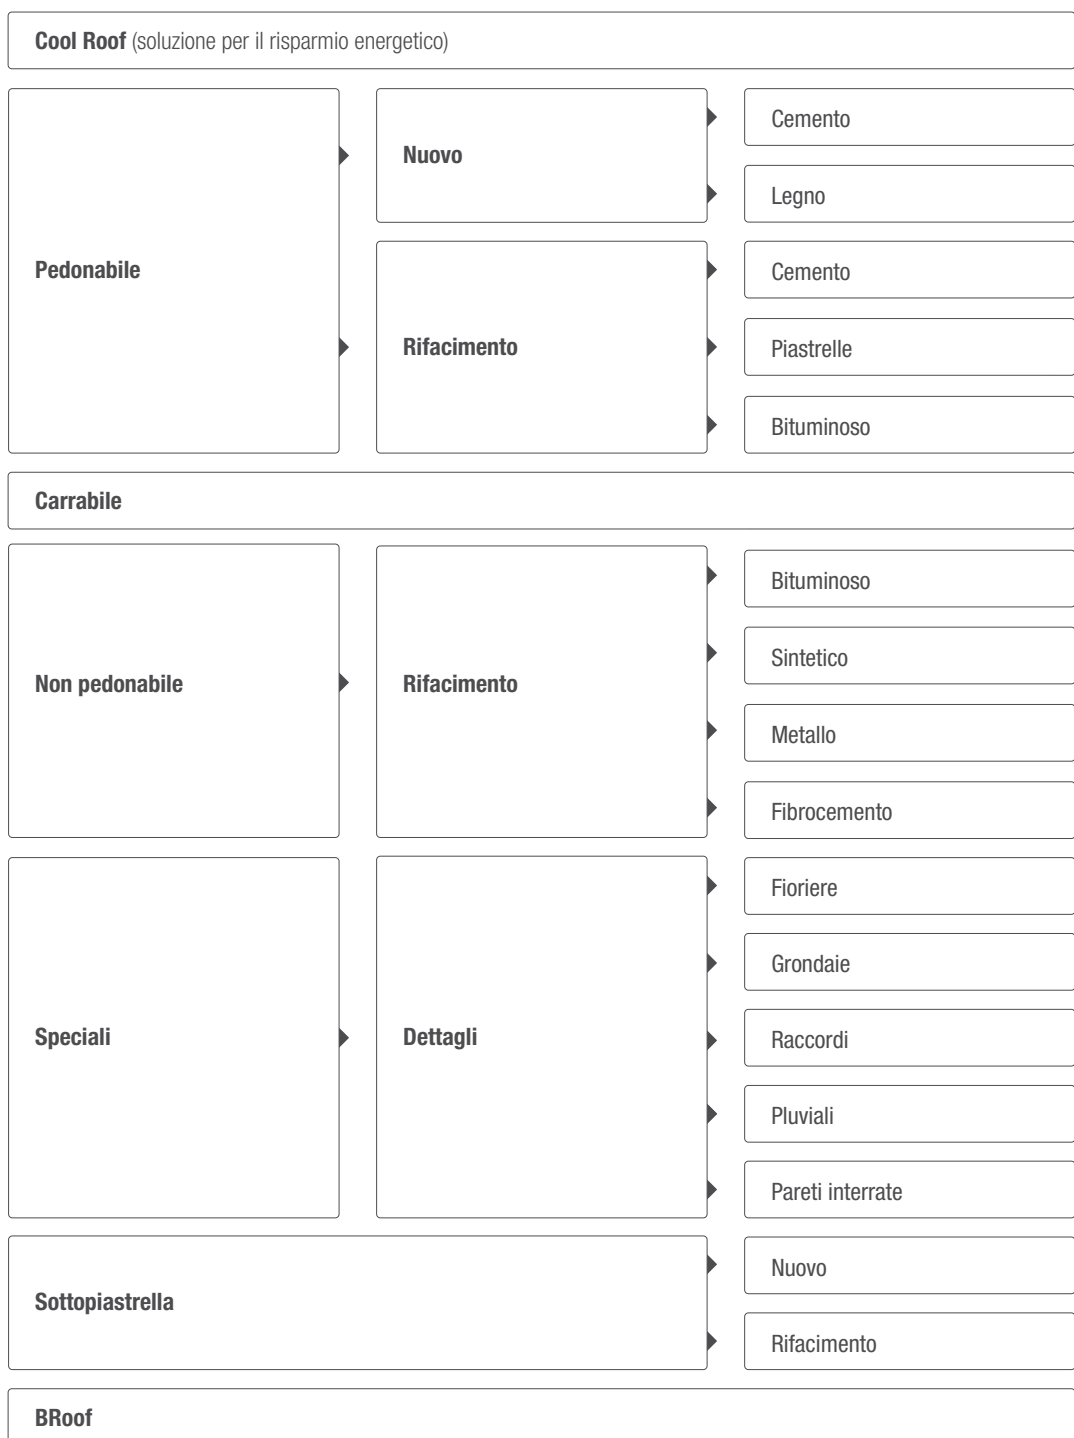 Cool Roof (soluzione per il risparmio energetico)
Pedonabile
Nuovo
Cemento
Legno
Rifacimento
Cemento
Piastrelle
Bituminoso
Carrabile
Non pedonabile
Rifacimento
Bituminoso
Sintetico
Metallo
Fibrocemento
Speciali
Dettagli
Fioriere
Grondaie
Raccordi
Pluviali
Pareti interrate
Sottopiastrella
Nuovo
Rifacimento
BRoof